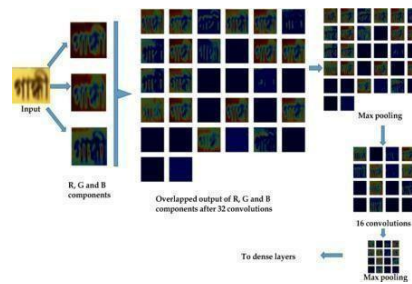 Input
R, G and B
components
Overlapped output of R, G and B
components after 32 convolutions
Max pooling
16 convolutions
To dense layers
Max pooling